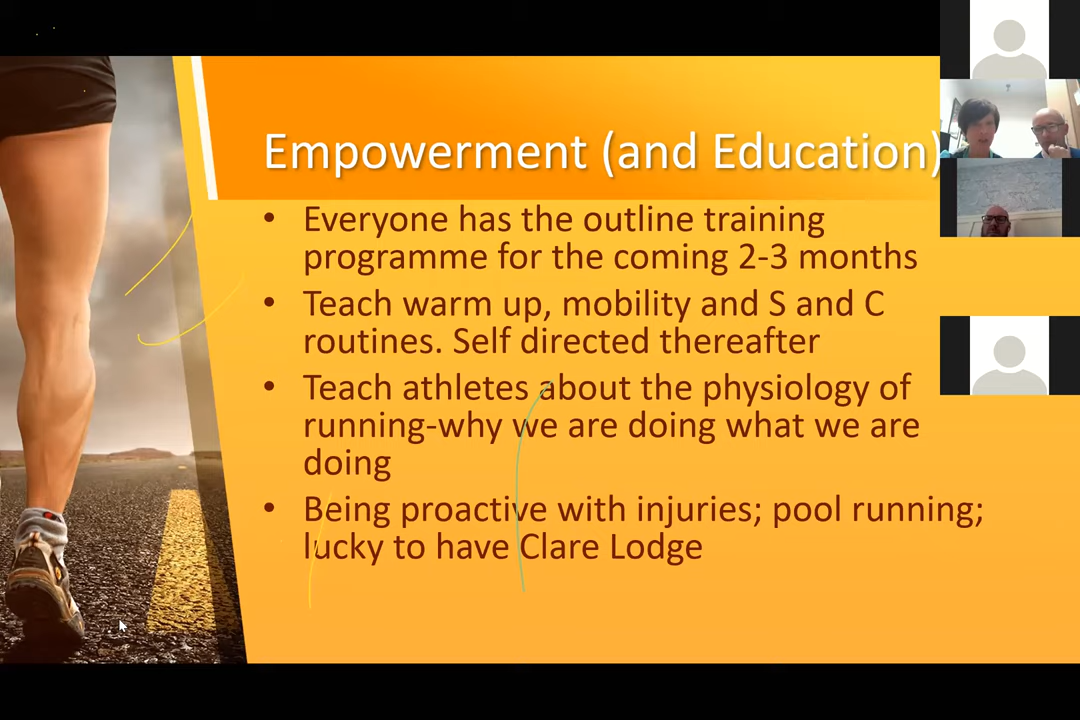 Empowerment (and Education)
• Everyone has the outline training
programme for the coming 2-3 months
• Teach warm up, mobility and S and C
routines. Self directed thereafter
• Teach athletes about the physiology of
running-why we are doing what we are
doing
• Being proactive with injuries; pool running;
lucky to have Clare Lodge